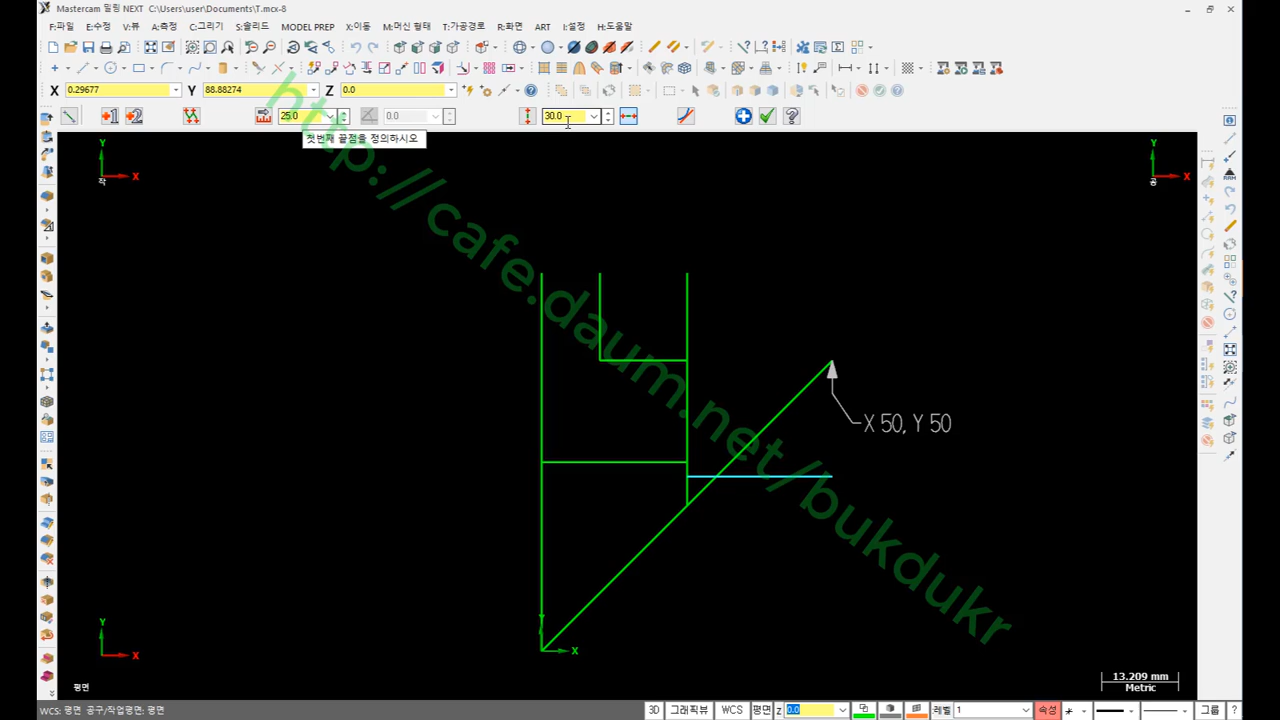 Mastercam 밀링 NEXT C:\Users\user\Documents\T.mcx-8
F:파일 E:수정 V:뷰 A:측정 C:그리기 S:솔리드 MODEL PREP X:이동 M:머신 형태 T:가공경로 R:화면 ART I:설정 H:도움말
X 0.29677 Y 88.88274 Z 0.0
+1 +2 25.0 0.0 30.0
첫번째 끝점을 정의하시오
Y Y
X X
작 공
http://cafe.daum.net/bukdukr
X 50, Y 50
Y
X X
평면
13.209 mm
Metric
WCS: 평면 공구/작업평면: 평면 3D 그래픽뷰 WCS 평면 Z 0.0 레벨 1 속성 그룹 ?